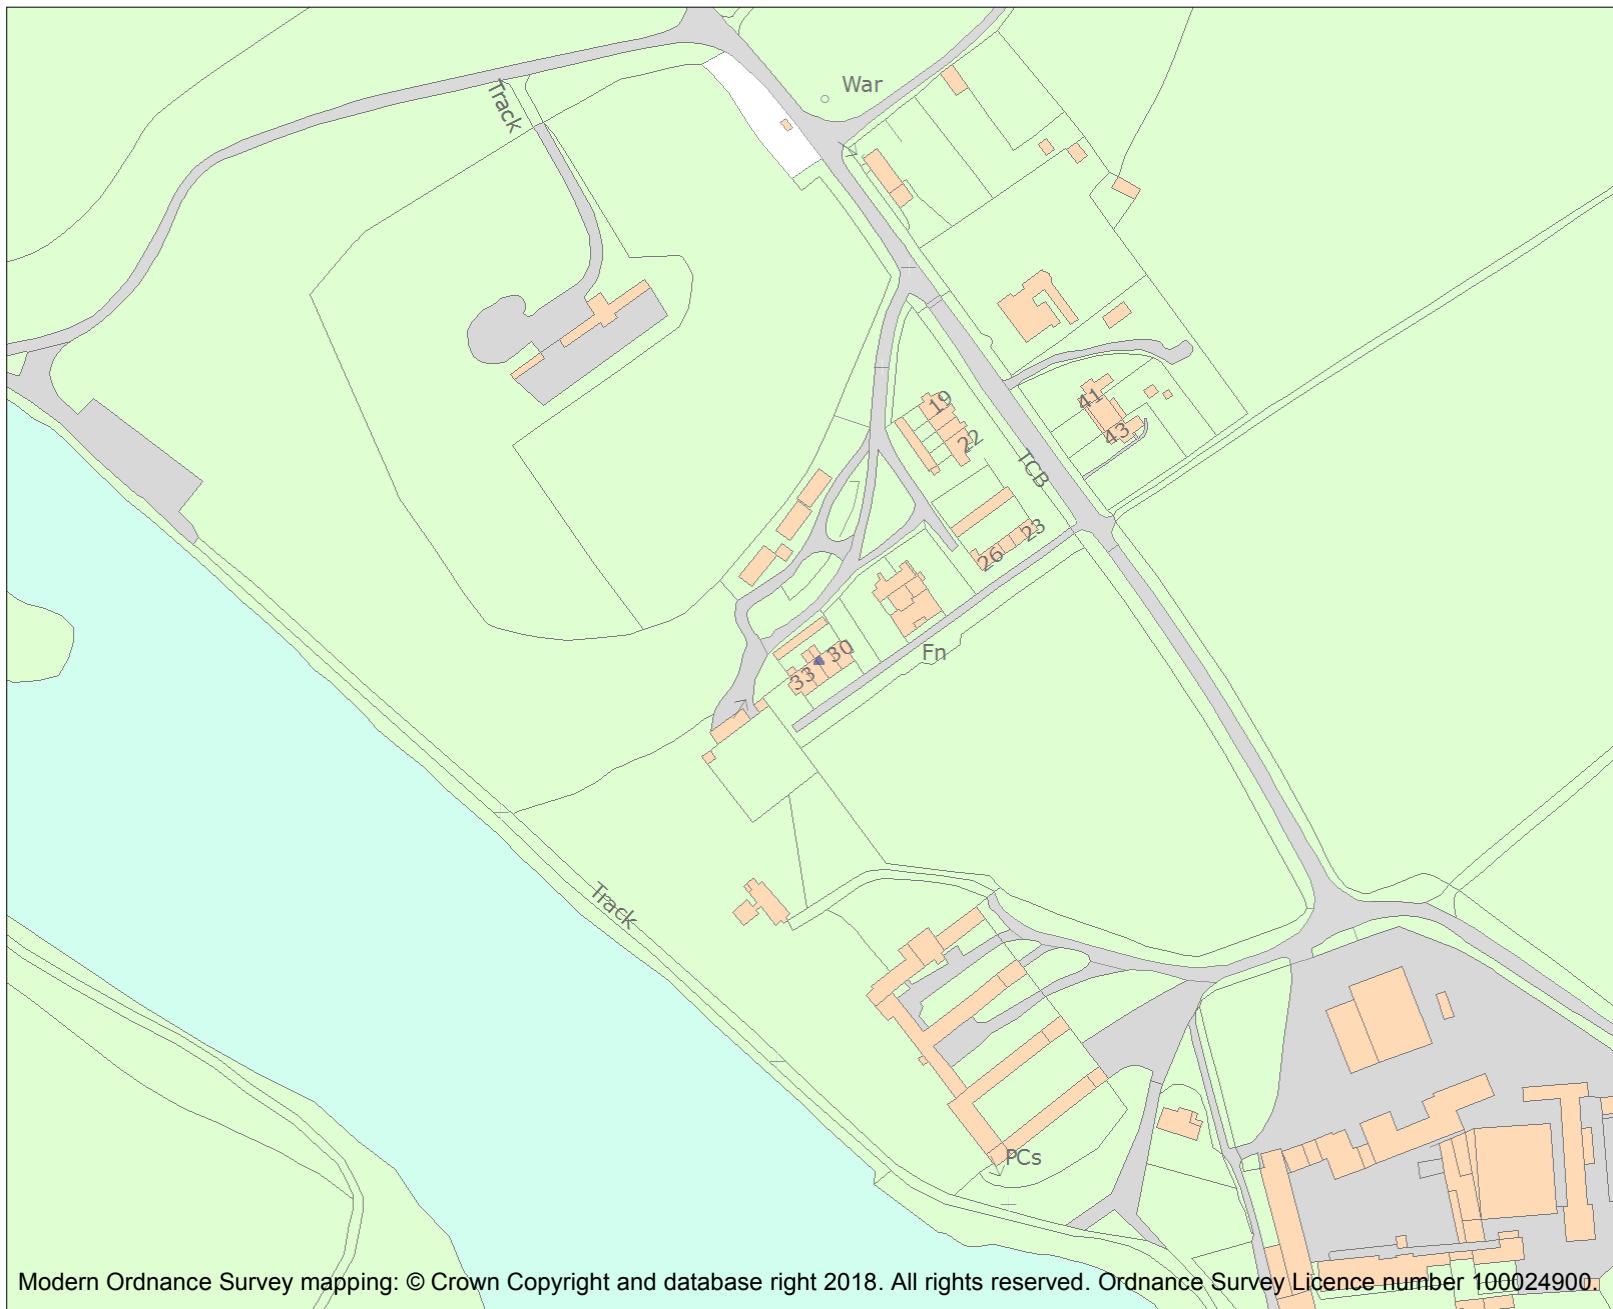 War
Track
41
19
43
22
TCB
23
26
30
Fn
33
Track
PCs
Modern Ordnance Survey mapping: © Crown Copyright and database right 2018. All rights reserved. Ordnance Survey Licence number 100024900.